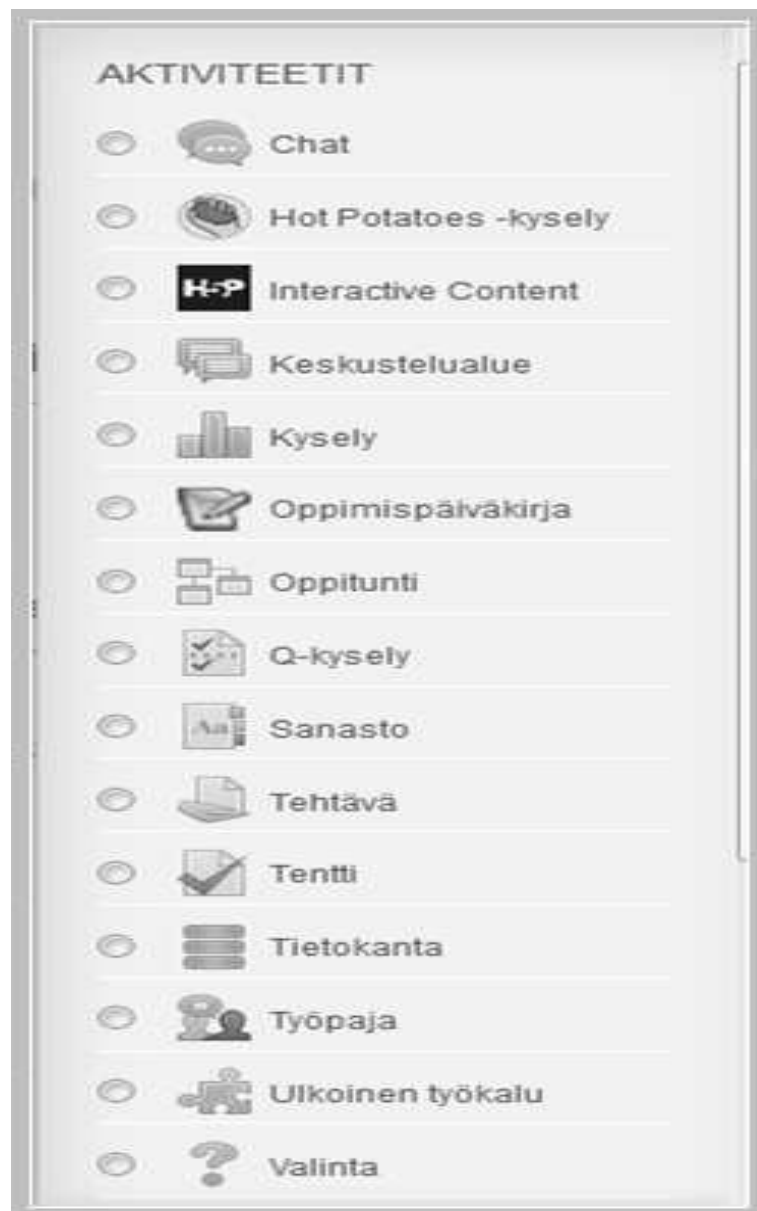 AKTIVITEETIT
Chat
Hot Potatoes -kysely
H5P Interactive Content
Keskustelualue
Kysely
Oppimispäiväkirja
Oppitunti
Q-kysely
Aa Sanasto
Tehtävä
Tentti
Tietokanta
Työpaja
Ulkoinen työkalu
? Valinta